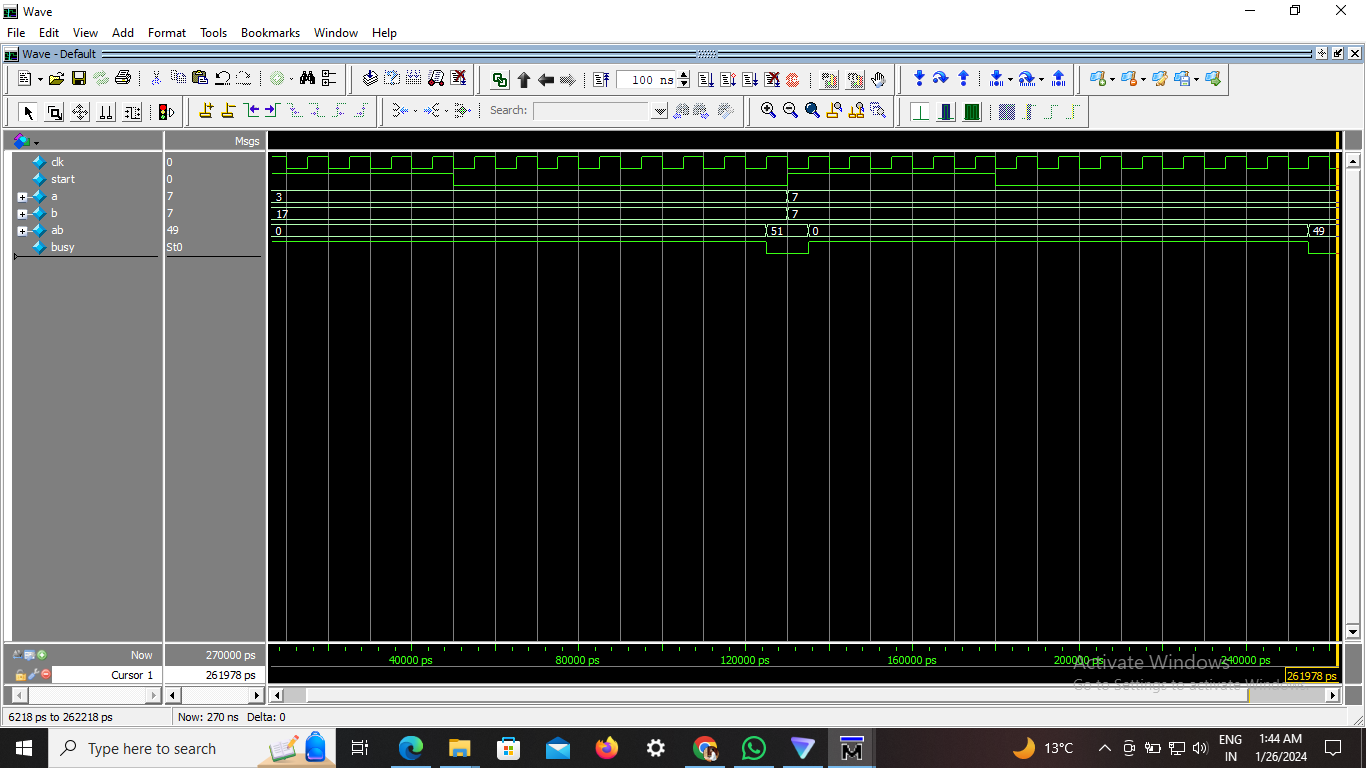 Wave
File Edit View Add Format Tools Bookmarks Window Help
Wave - Default
100 ns
Search:
Msgs
clk 0
start 0
a 7 3 7
b 7 17 7
ab 49 0 51 0 49
busy St0
Now 270000 ps 40000 ps 80000 ps 120000 ps 160000 ps 200000 ps 240000 ps
Activate Windows
Cursor 1 261978 ps 261978 ps
Go to Settings to activate Windows.
6218 ps to 262218 ps Now: 270 ns Delta: 0
Type here to search 13°C ENG 1:44 AM
IN 1/26/2024